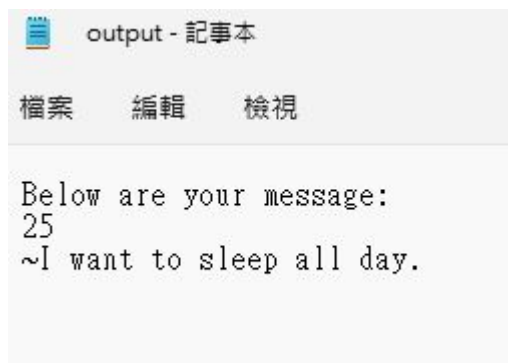 output - 記事本
檔案 編輯 檢視
Below are your message:
25
~I want to sleep all day.